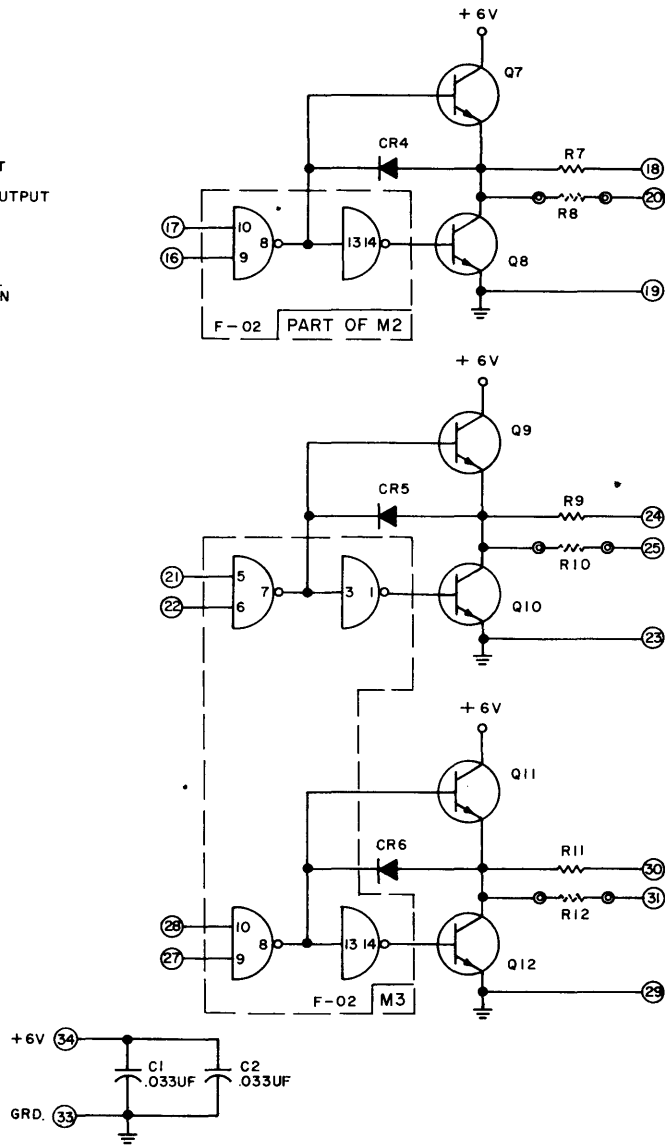 + 6V
Q7
CR4
R7
18
T
UTPUT
R8
20
17
10
8
13 14
16
9
Q8
N
19
F-02
PART OF M2
+ 6V
Q9
CR5
R9
24
R10
25
21
5
7
3
1
22
6
Q10
23
+ 6V
Q11
CR6
R11
30
R12
31
28
10
8
13 14
27
9
Q12
29
F-02
M3
+6V
34
C1
.033UF
C2
.033UF
GRD.
33